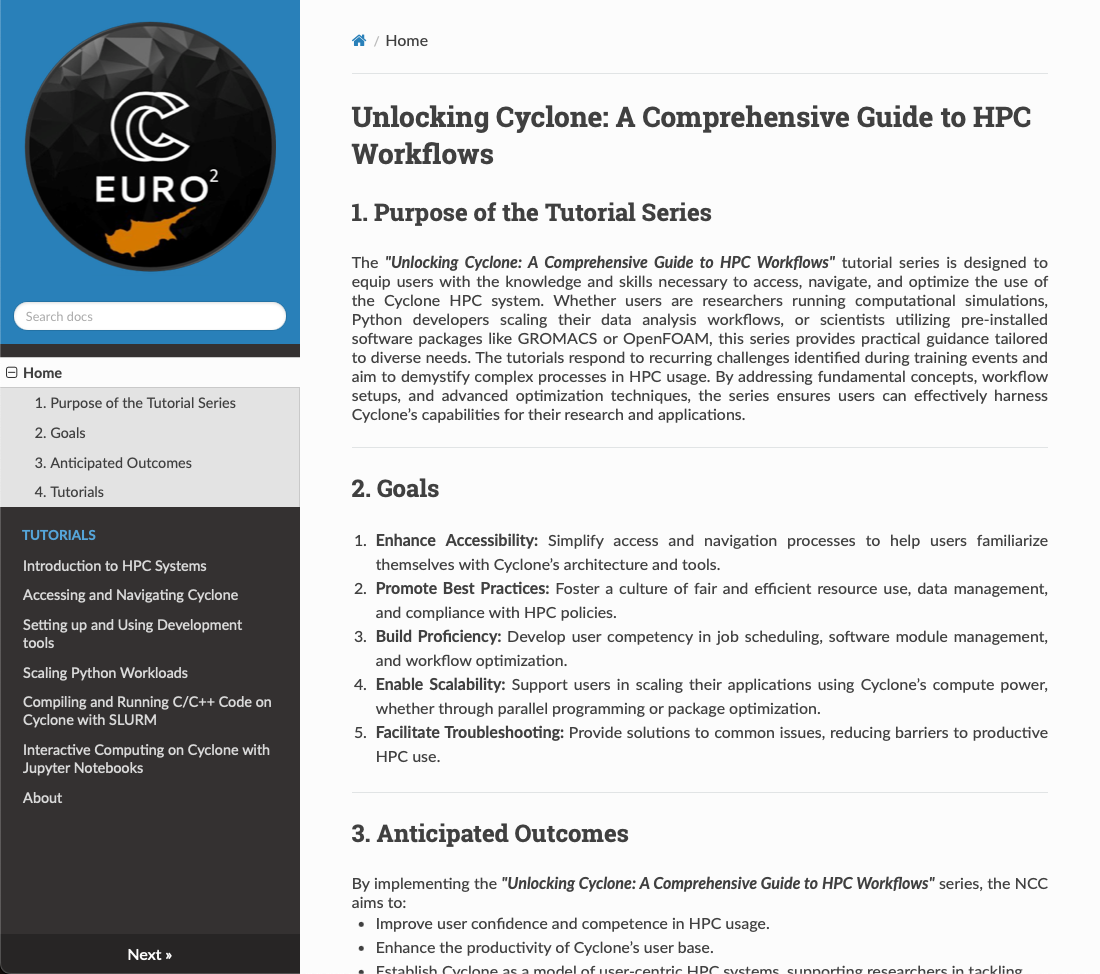 EURO²
Search docs
Home
1. Purpose of the Tutorial Series
2. Goals
3. Anticipated Outcomes
4. Tutorials
TUTORIALS
Introduction to HPC Systems
Accessing and Navigating Cyclone
Setting up and Using Development
tools
Scaling Python Workloads
Compiling and Running C/C++ Code on
Cyclone with SLURM
Interactive Computing on Cyclone with
Jupyter Notebooks
About
Next »
/ Home
Unlocking Cyclone: A Comprehensive Guide to HPC
Workflows
1. Purpose of the Tutorial Series
The "Unlocking Cyclone: A Comprehensive Guide to HPC Workflows" tutorial series is designed to
equip users with the knowledge and skills necessary to access, navigate, and optimize the use of
the Cyclone HPC system. Whether users are researchers running computational simulations,
Python developers scaling their data analysis workflows, or scientists utilizing pre-installed
software packages like GROMACS or OpenFOAM, this series provides practical guidance tailored
to diverse needs. The tutorials respond to recurring challenges identified during training events and
aim to demystify complex processes in HPC usage. By addressing fundamental concepts, workflow
setups, and advanced optimization techniques, the series ensures users can effectively harness
Cyclone's capabilities for their research and applications.
2. Goals
1. Enhance Accessibility: Simplify access and navigation processes to help users familiarize
themselves with Cyclone's architecture and tools.
2. Promote Best Practices: Foster a culture of fair and efficient resource use, data management,
and compliance with HPC policies.
3. Build Proficiency: Develop user competency in job scheduling, software module management,
and workflow optimization.
4. Enable Scalability: Support users in scaling their applications using Cyclone's compute power,
whether through parallel programming or package optimization.
5. Facilitate Troubleshooting: Provide solutions to common issues, reducing barriers to productive
HPC use.
3. Anticipated Outcomes
By implementing the "Unlocking Cyclone: A Comprehensive Guide to HPC Workflows" series, the NCC
aims to:
• Improve user confidence and competence in HPC usage.
• Enhance the productivity of Cyclone's user base.
• Establish Cyclone as a model of user-centric HPC systems, supporting researchers in tackling